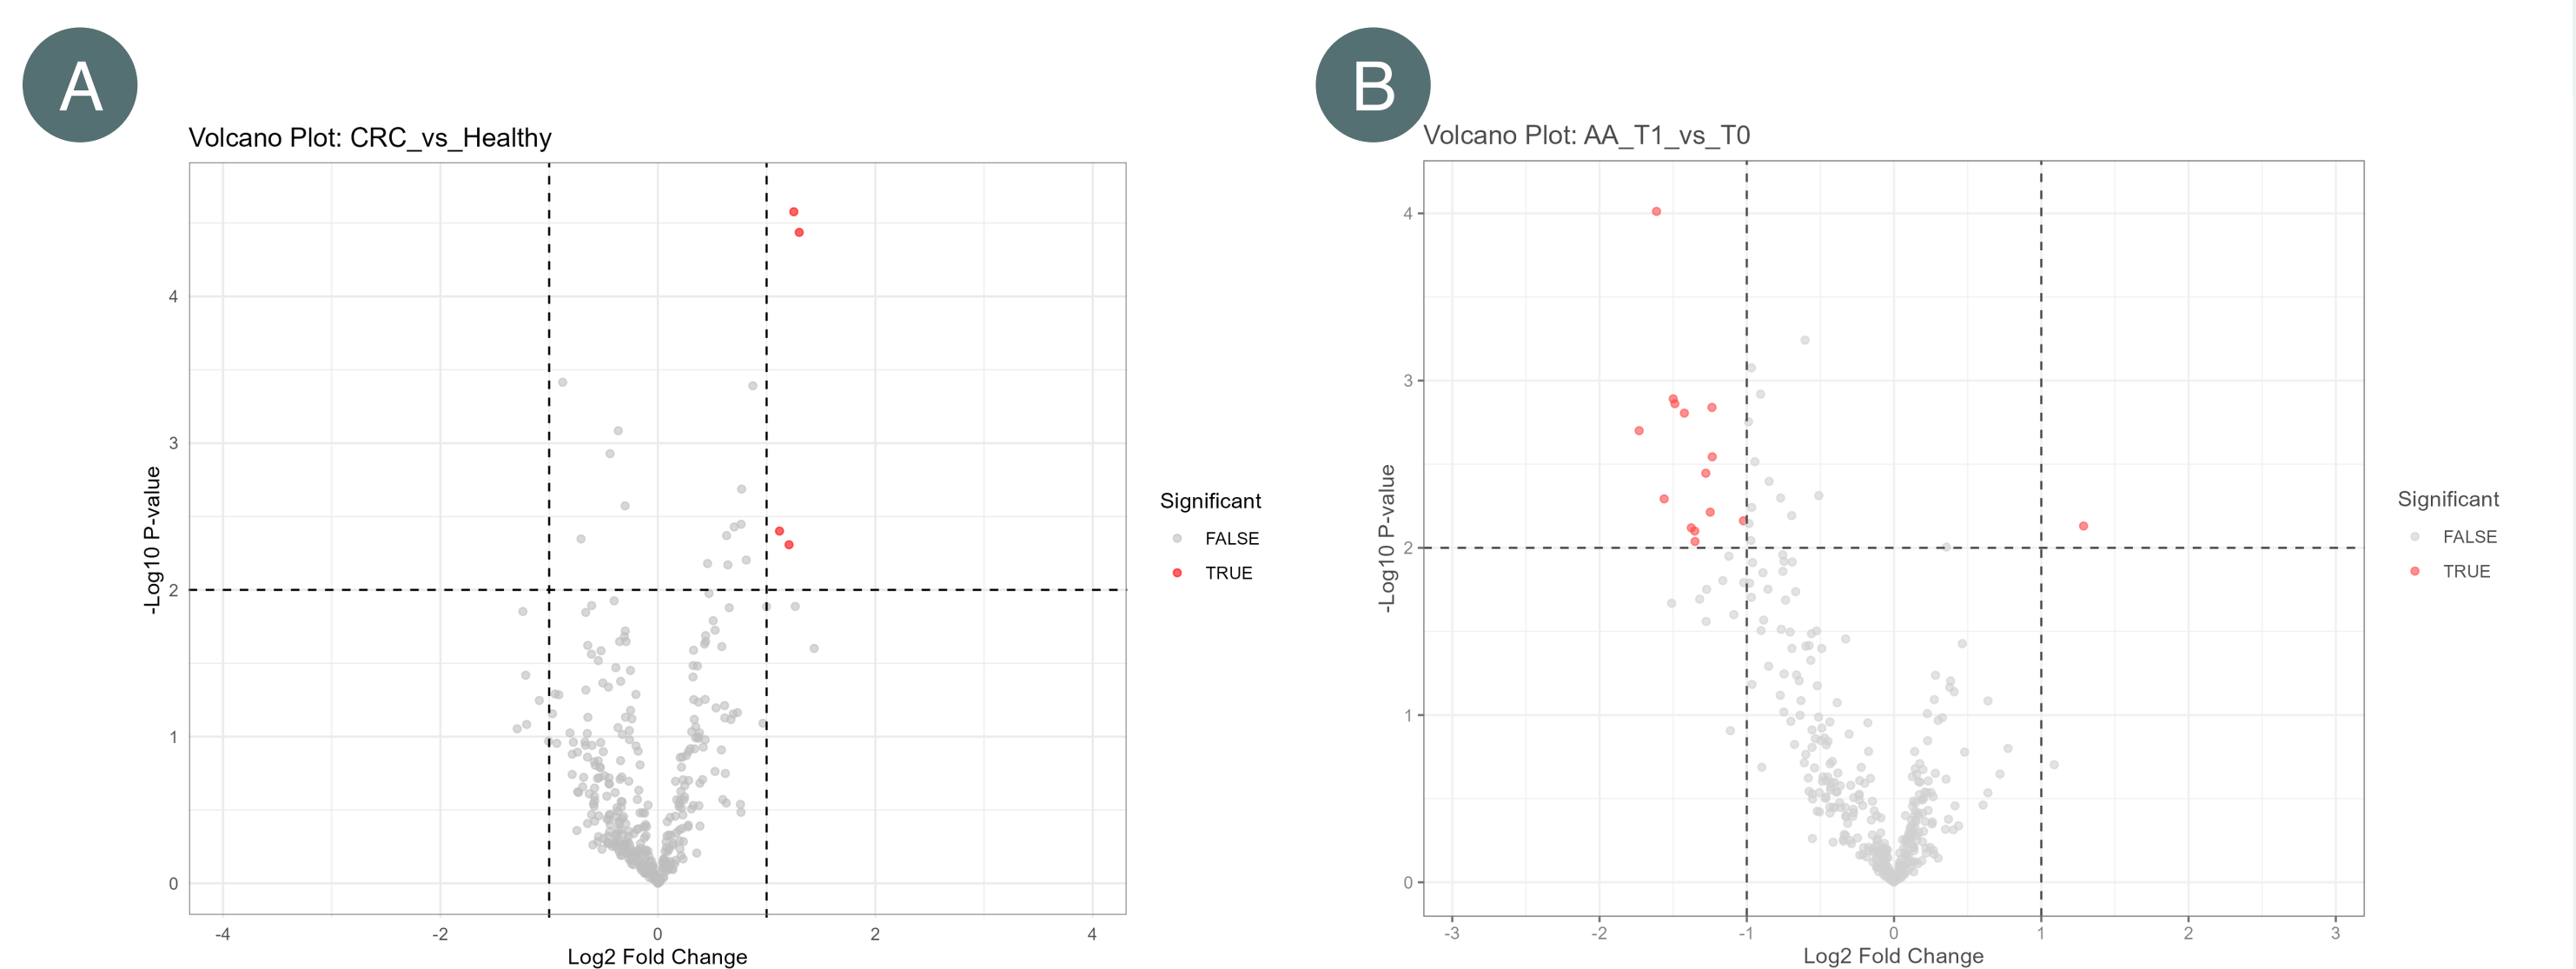 A
Volcano Plot: CRC_vs_Healthy
-Log10 P-value
4
3
2
1
0
-4
-2
0
2
4
Log2 Fold Change
Significant
FALSE
TRUE
B
Volcano Plot: AA_T1_vs_T0
-Log10 P-value
4
3
2
1
0
-3
-2
-1
0
1
2
3
Log2 Fold Change
Significant
FALSE
TRUE